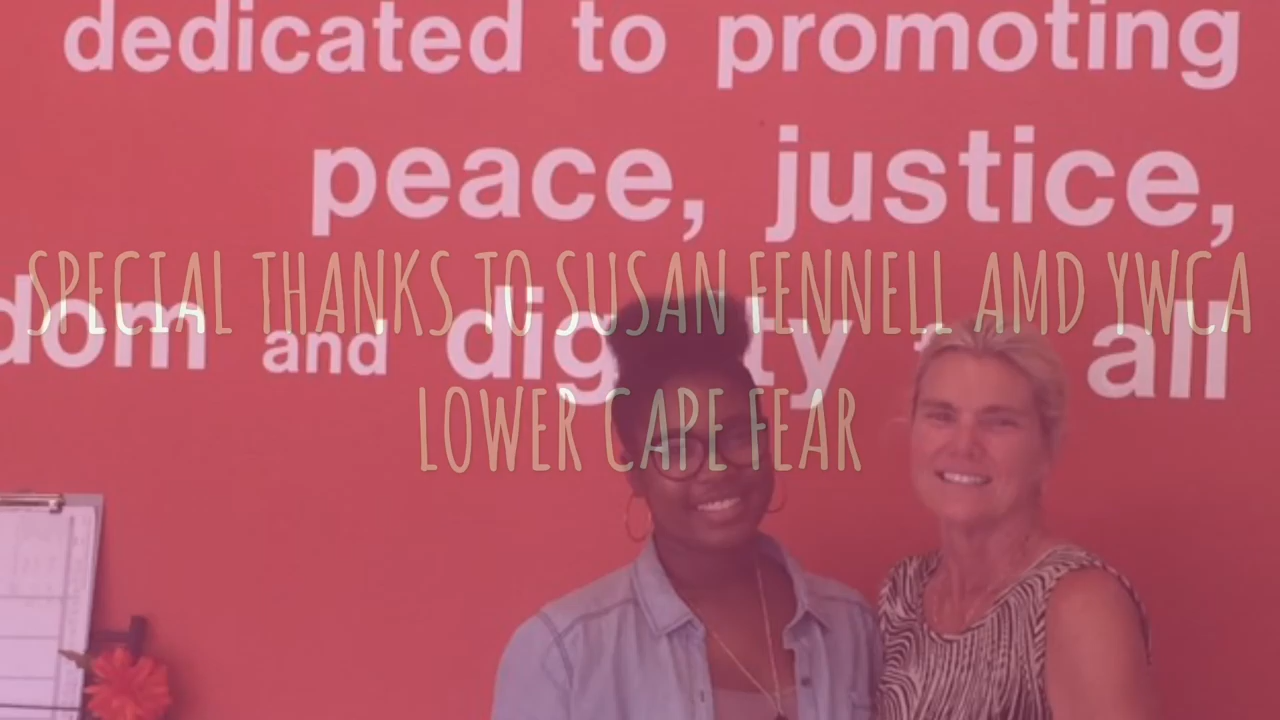 dedicated to promoting
peace, justice,
SPECIAL THANKS TO SUSAN FENNELL AMD YWCA
dom and dig ty all
LOWER CAPE FEAR